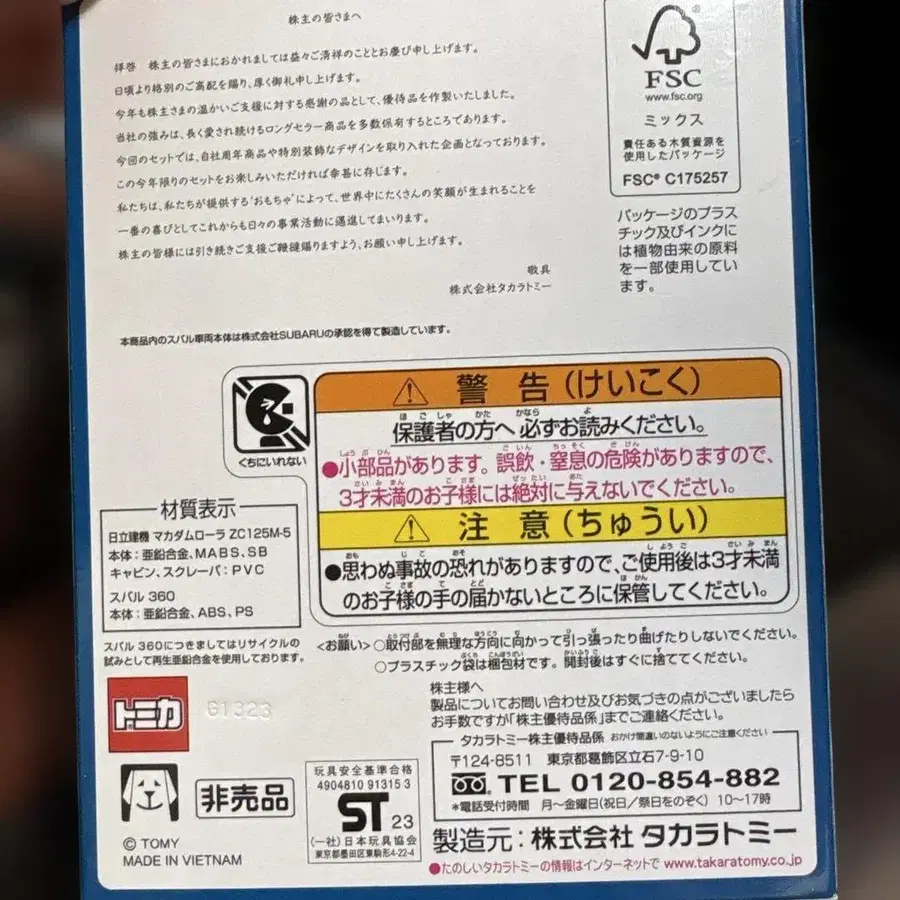 株主の皆さまへ
拝啓 株主の皆さまにおかれましては益々ご清祥のこととお慶び申し上げます。
日頃より格別のご高配を賜り、厚く御礼申し上げます。
今年も株主さまの温かいご支援に対する感謝の品として、優待品を作製いたしました。
当社の強みは、長く愛され続けるロングセラー商品を多数保有するところであります。
今回のセットでは、自社周年商品や特別装飾なデザインを取り入れた企画となっております。
この今年限りのセットをお楽しみいただければ幸甚に存じます。
私たちは、私たちが提供する'おもちゃ'によって、世界中にたくさんの笑顔が生まれることを
一番の喜びとしてこれからも日々の事業活動に邁進してまいります。
株主の皆様には引き続きご支援ご鞭撻賜りますよう、お願い申し上げます。
敬具
株式会社タカラトミー
FSC
www.fsc.org
ミックス
責任ある木質資源を
使用したパッケージ
FSC® C175257
パッケージのプラス
チック及びインクに
は植物由来の原料
を一部使用してい
ます。
本商品内のスバル車両本体は株式会社SUBARUの承認を得て製造しています。
くちにいれない
警告(けいこく)
保護者の方へ 必ずお読みください。
●小部品があります。誤飲・窒息の危険がありますので、
3才未満のお子様には絶対に与えないでください。
注意(ちゅうい)
●思わぬ事故の恐れがありますので、ご使用後は3才未満
のお子様の手の届かないところに保管してください。
材質表示
日立建機 マカダムローラ ZC125M-5
本体:亜鉛合金、MABS、SB
キャビン、スクレーパ:PVC
スバル 360
本体:亜鉛合金、ABS、PS
スバル 360につきましてはリサイクルの
試みとして再生亜鉛合金を使用しております。
<お願い>○取付部を無理な方向に向かって引っ張ったり曲げたりしないでください。
○プラスチック袋は梱包材です。開封後はすぐに捨ててください。
株主様へ
製品についてお問い合わせ及びお気づきの点がございましたら
お手数ですが「株主優待品係」までご連絡ください。
タカラトミー株主優待品係 おかけ間違いのないようにご注意ください
〒124-8511 東京都葛飾区立石7-9-10
TEL 0120-854-882
*電話受付時間 月〜金曜日(祝日/祭日をのぞく) 10〜17時
製造元:株式会社 タカラトミー
●たのしいタカラトミーの情報はインターネットで www.takaratomy.co.jp
トミカ
G1323
非売品
© TOMY
MADE IN VIETNAM
玩具安全基準合格
4904810 91315 3
ST 23
(一社)日本玩具協会
東京都墨田区東駒形4-22-4